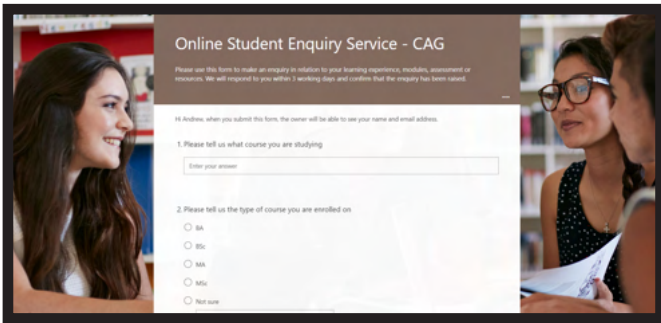 Online Student Enquiry Service - CAG
Please use this form to make an enquiry in relation to your learning experience, modules, assessment or
resources. We will respond to you within 3 working days and confirm that the enquiry has been raised.
Hi Andrew, when you submit this form, the owner will be able to see your name and email address.
1. Please tell us what course you are studying
Enter your answer
2. Please tell us the type of course you are enrolled on
BA
BSc
MA
MSc
Not sure